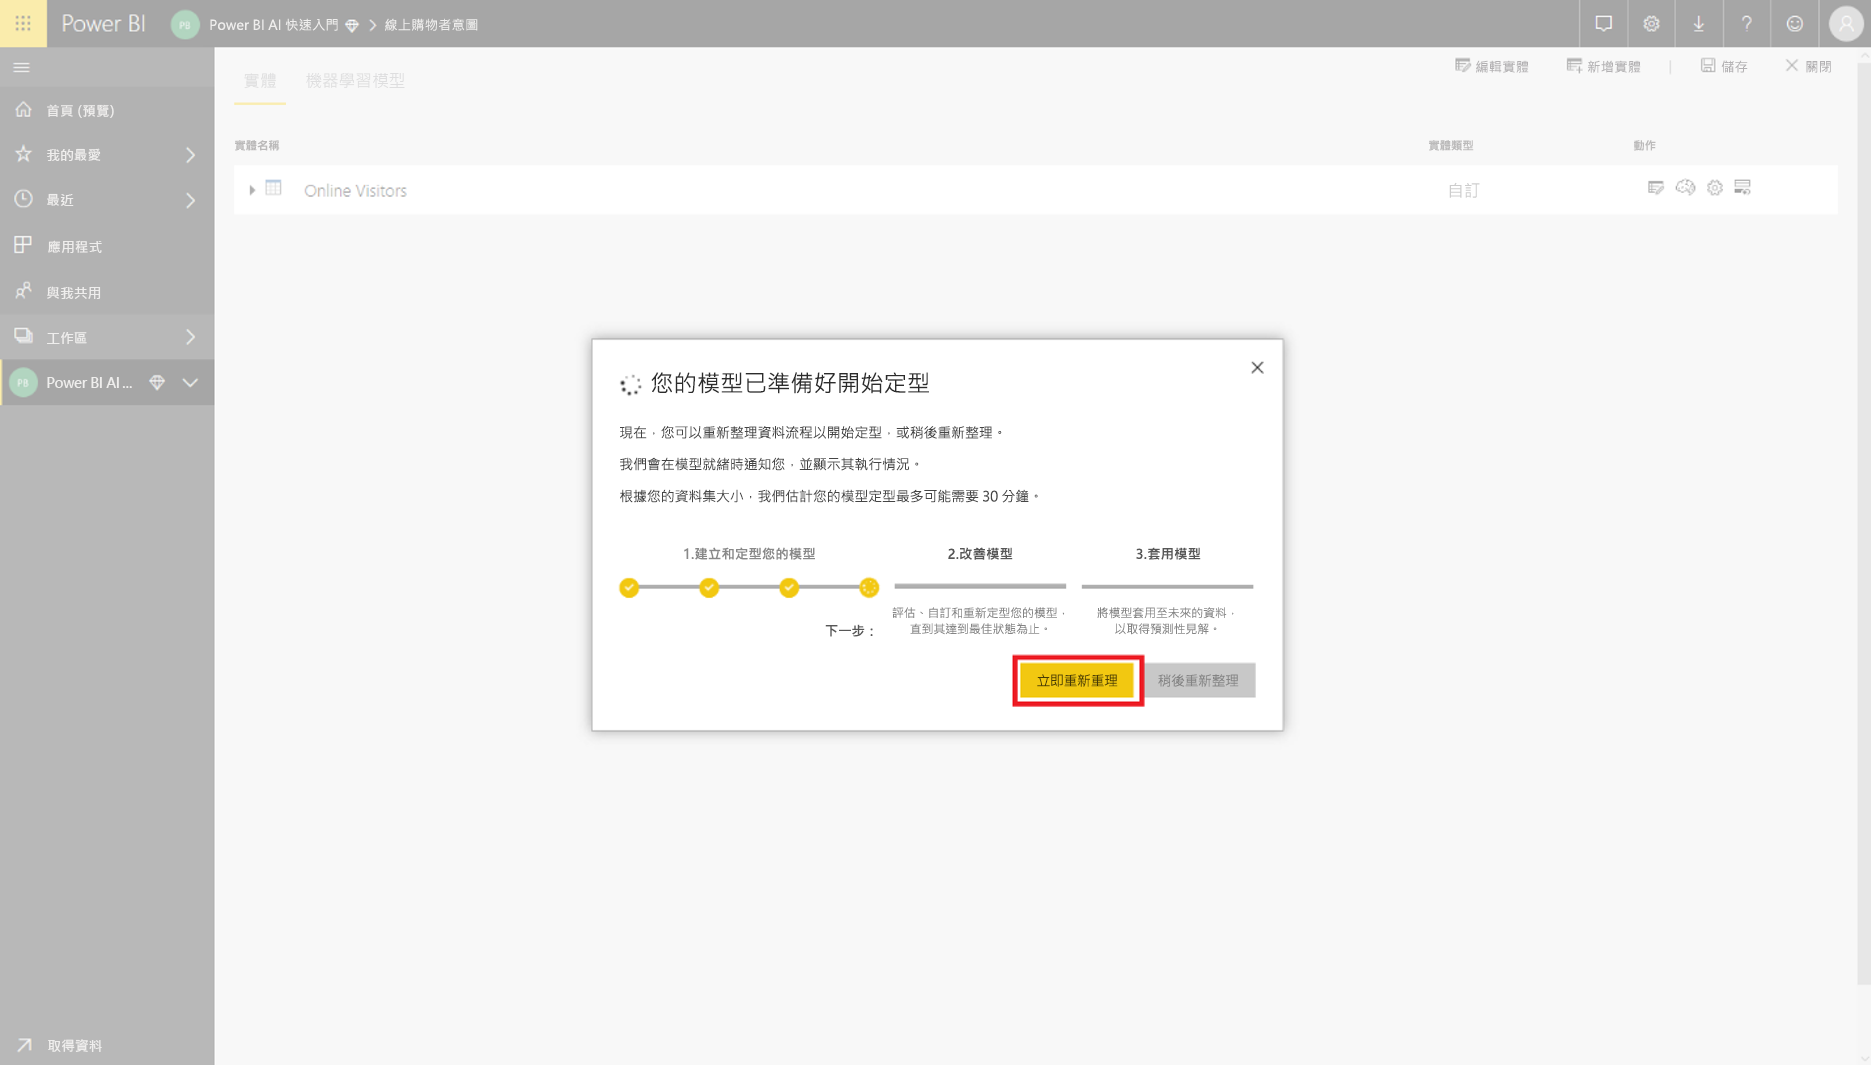 Power BI PB Power BI AI 快速入門 線上購物者意圖 ?
實體 機器學習模型 編輯實體 新增實體 | 儲存 關閉
首頁 (預覽)
我的最愛
最近
應用程式
與我共用
工作區
PB Power BI AI...
取得資料
實體名稱 實體類型 動作
Online Visitors 自訂
您的模型已準備好開始定型
現在，您可以重新整理資料流程以開始定型，或稍後重新整理。
我們會在模型就緒時通知您，並顯示其執行情況。
根據您的資料集大小，我們估計您的模型定型最多可能需要 30 分鐘。
1.建立和定型您的模型 2.改善模型 3.套用模型
下一步：
評估、自訂和重新定型您的模型，
直到其達到最佳狀態為止。
將模型套用至未來的資料，
以取得預測性見解。
立即重新重理 稍後重新整理